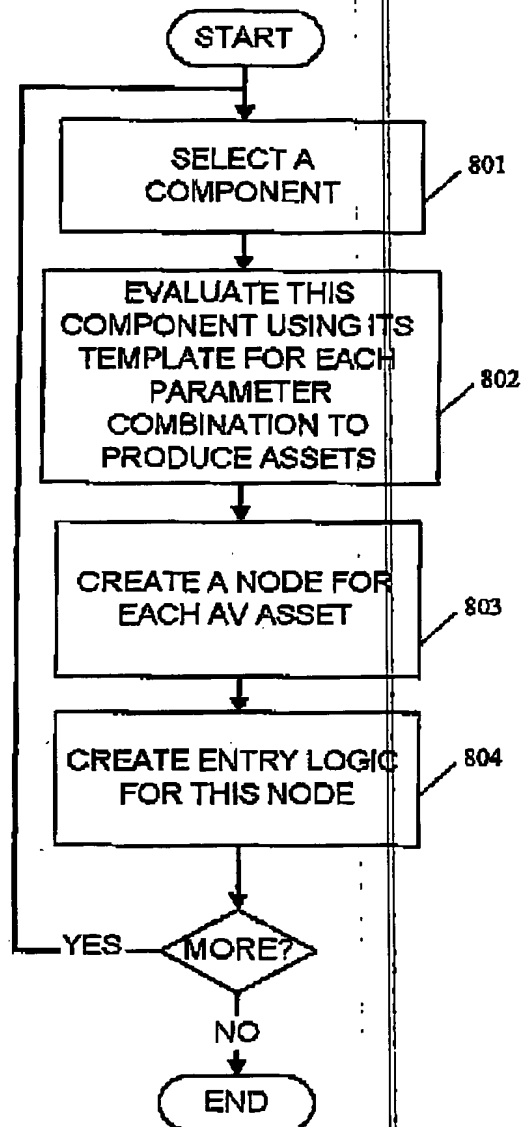 START
SELECT A
COMPONENT
801
EVALUATE THIS
COMPONENT USING ITS
TEMPLATE FOR EACH
PARAMETER
COMBINATION TO
PRODUCE ASSETS
802
CREATE A NODE FOR
EACH AV ASSET
803
CREATE ENTRY LOGIC
FOR THIS NODE
804
YES
MORE?
NO
END